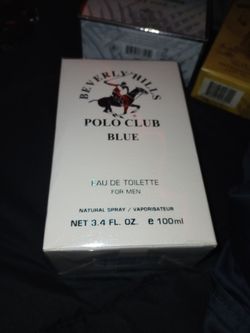 BEVERLY HILLS
POLO CLUB
BLUE
EAU DE TOILETTE
FOR MEN
NATURAL SPRAY / VAPORISATEUR
NET 3.4 FL. OZ. e 100ml